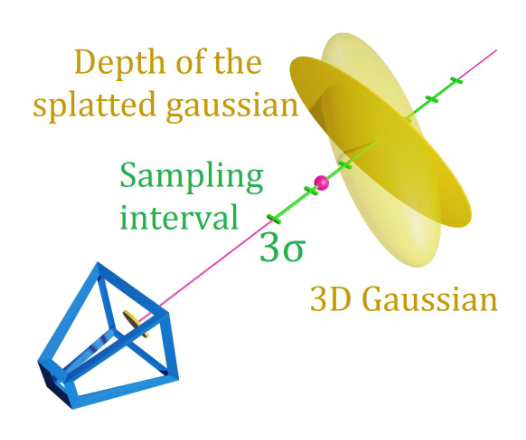 Depth of the
splatted gaussian
Sampling
interval
3σ
3D Gaussian